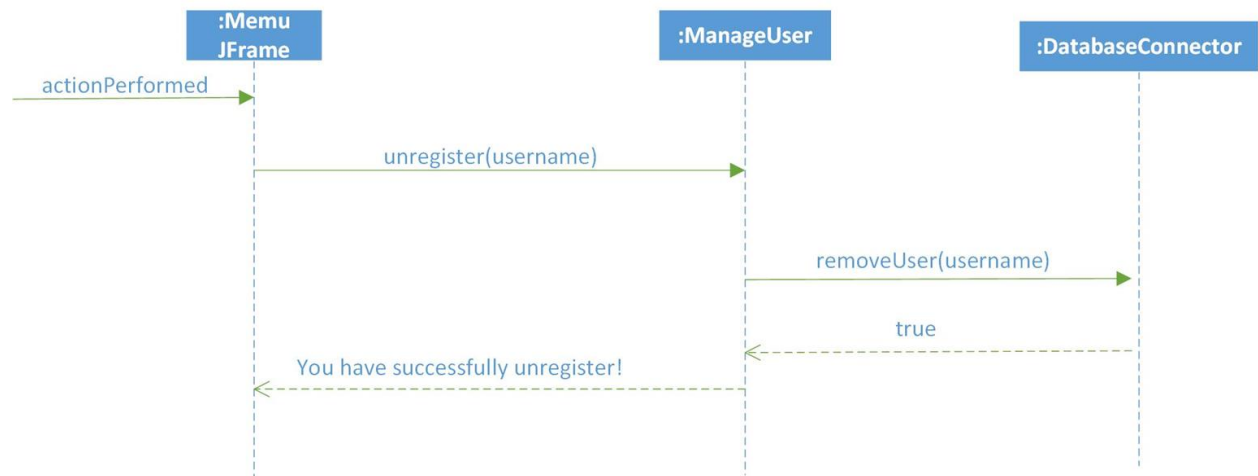 :Memu
JFrame
:ManageUser
:DatabaseConnector
actionPerformed
unregister(username)
removeUser(username)
true
You have successfully unregister!